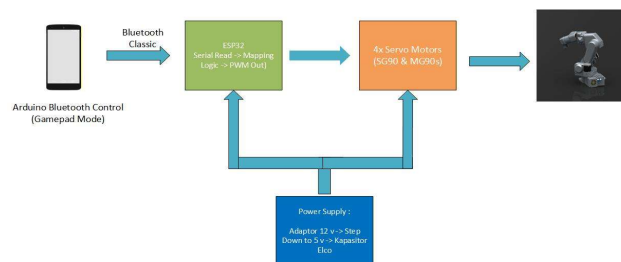 Bluetooth
Classic
ESP32
Serial Read -> Mapping
Logic -> PWM Out]
4x Servo Motors
(SG90 & MG90s)
Arduino Bluetooth Control
(Gamepad Mode)
Power Supply :
Adaptor 12 v -> Step
Down to 5 v -> Kapasitor
Elco